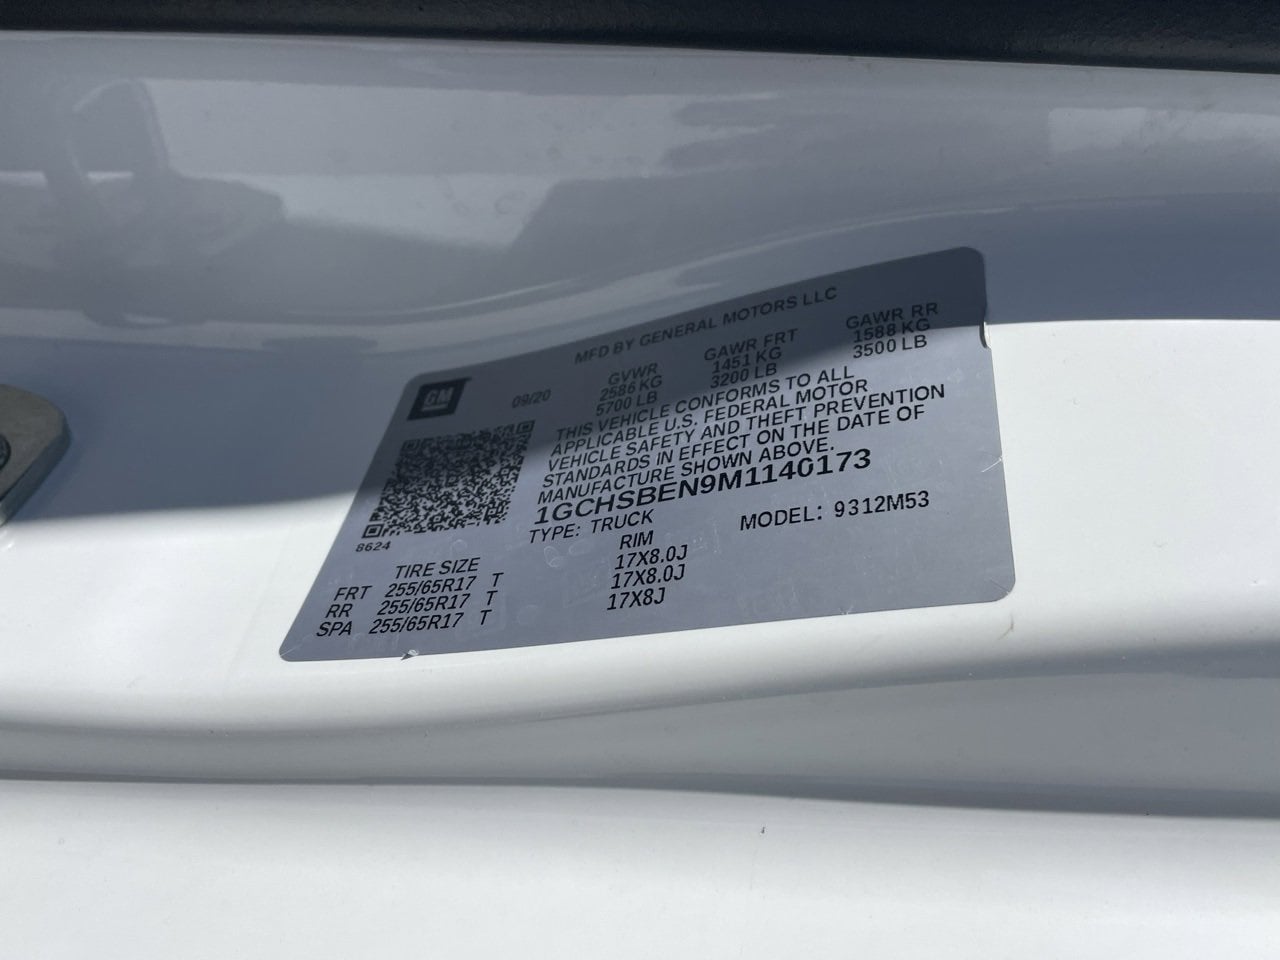 MFD BY GENERAL MOTORS LLC
GM 09/20 GVWR GAWR FRT GAWR RR
2586 KG 1451 KG 1588 KG
5700 LB 3200 LB 3500 LB
THIS VEHICLE CONFORMS TO ALL
APPLICABLE U.S. FEDERAL MOTOR
VEHICLE SAFETY AND THEFT PREVENTION
STANDARDS IN EFFECT ON THE DATE OF
MANUFACTURE SHOWN ABOVE.
1GCHSBEN9M1140173
8624 TYPE: TRUCK MODEL: 9312M53
TIRE SIZE RIM
FRT 255/65R17 T 17X8.0J
RR 255/65R17 T 17X8.0J
SPA 255/65R17 T 17X8J